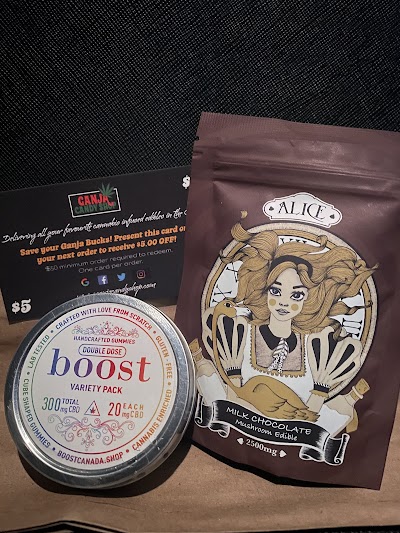 GANJA
CANDY SHOP
Delivering all your favourite cannabis infused edibles in the
Save your Ganja Bucks! Present this card on
your next order to receive $5.00 OFF!
$50 minimum order required to redeem.
One card per order.
$5
CRAFTED WITH LOVE FROM SCRATCH
GLUTEN FREE
CANNABIS ENRICHED
BOOSTCANADA.SHOP
CUBE SHAPED GUMMIES
LAB TESTED
HANDCRAFTED GUMMIES
DOUBLE DOSE
boost
VARIETY PACK
300 TOTAL mg CBD
20 EACH mg CBD
ALICE
MILK CHOCOLATE
Mushroom Edible
2500mg